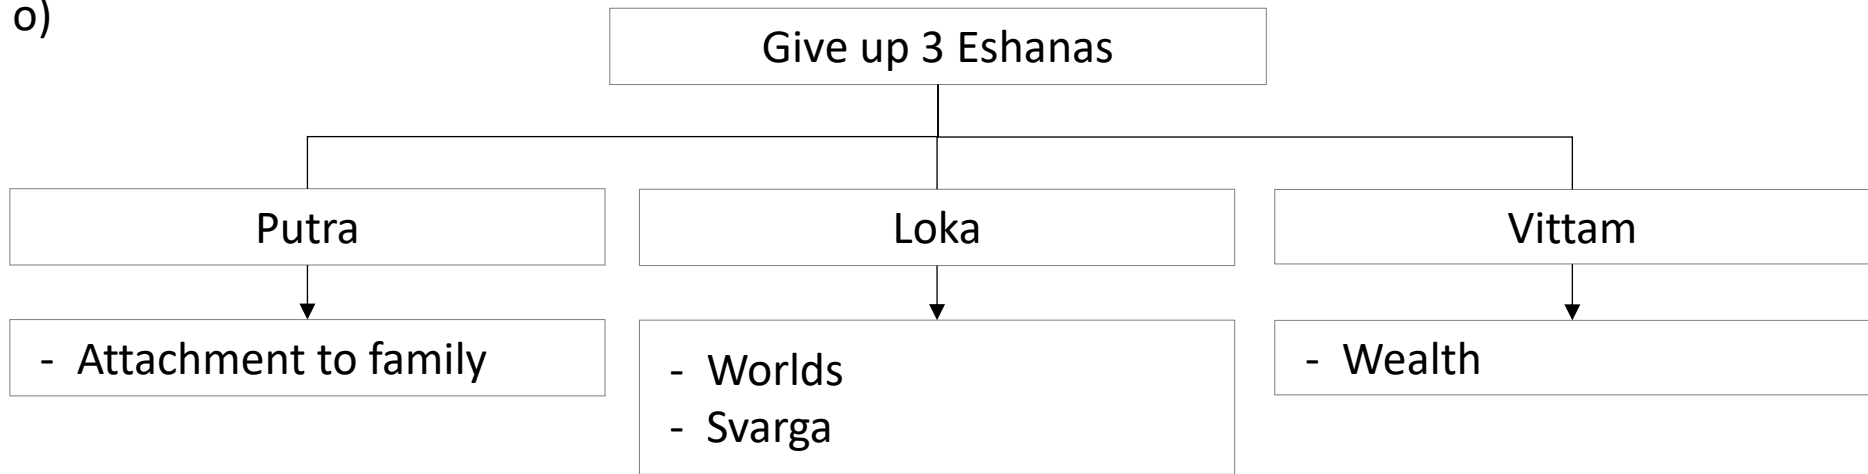 o)
Give up 3 Eshanas
Putra
Loka
Vittam
- Attachment to family
- Worlds
- Svarga
- Wealth